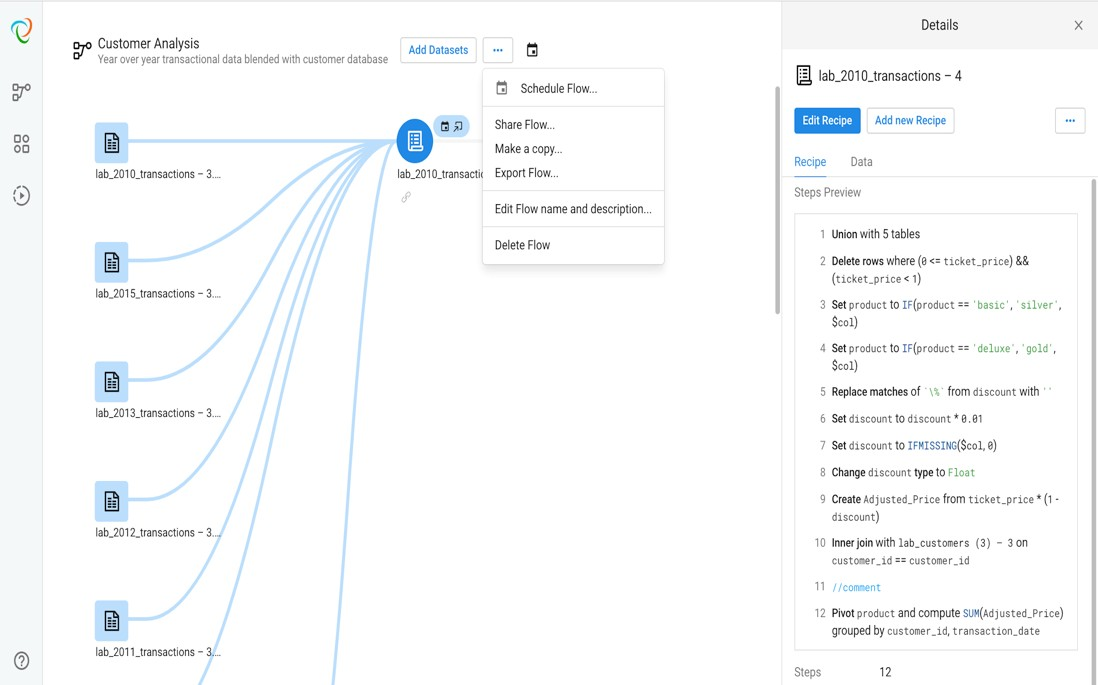 Customer Analysis
Year over year transactional data blended with customer database
Add Datasets
...
Schedule Flow...
Share Flow...
Make a copy...
Export Flow...
Edit Flow name and description...
Delete Flow
lab_2010_transactions – 3....
lab_2010_transactio
lab_2015_transactions – 3....
lab_2013_transactions – 3....
lab_2012_transactions – 3....
lab_2011_transactions – 3....
Details
lab_2010_transactions – 4
Edit Recipe
Add new Recipe
...
Recipe
Data
Steps Preview
1 Union with 5 tables
2 Delete rows where (0 <= ticket_price) &&
(ticket_price < 1)
3 Set product to IF(product == 'basic', 'silver',
$col)
4 Set product to IF(product == 'deluxe', 'gold',
$col)
5 Replace matches of `\%` from discount with ''
6 Set discount to discount * 0.01
7 Set discount to IFMISSING($col, 0)
8 Change discount type to Float
9 Create Adjusted_Price from ticket_price * (1 -
discount)
10 Inner join with lab_customers (3) – 3 on
customer_id == customer_id
11 //comment
12 Pivot product and compute SUM(Adjusted_Price)
grouped by customer_id, transaction_date
Steps 12